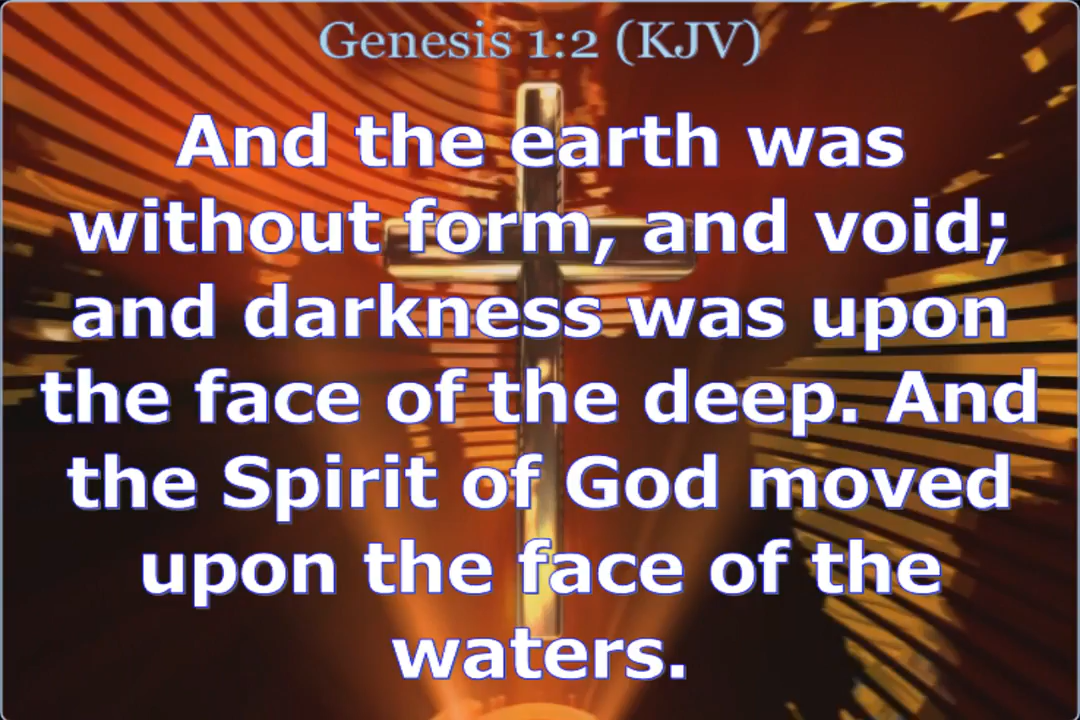 Genesis 1:2 (KJV)
And the earth was
without form, and void;
and darkness was upon
the face of the deep. And
the Spirit of God moved
upon the face of the
waters.